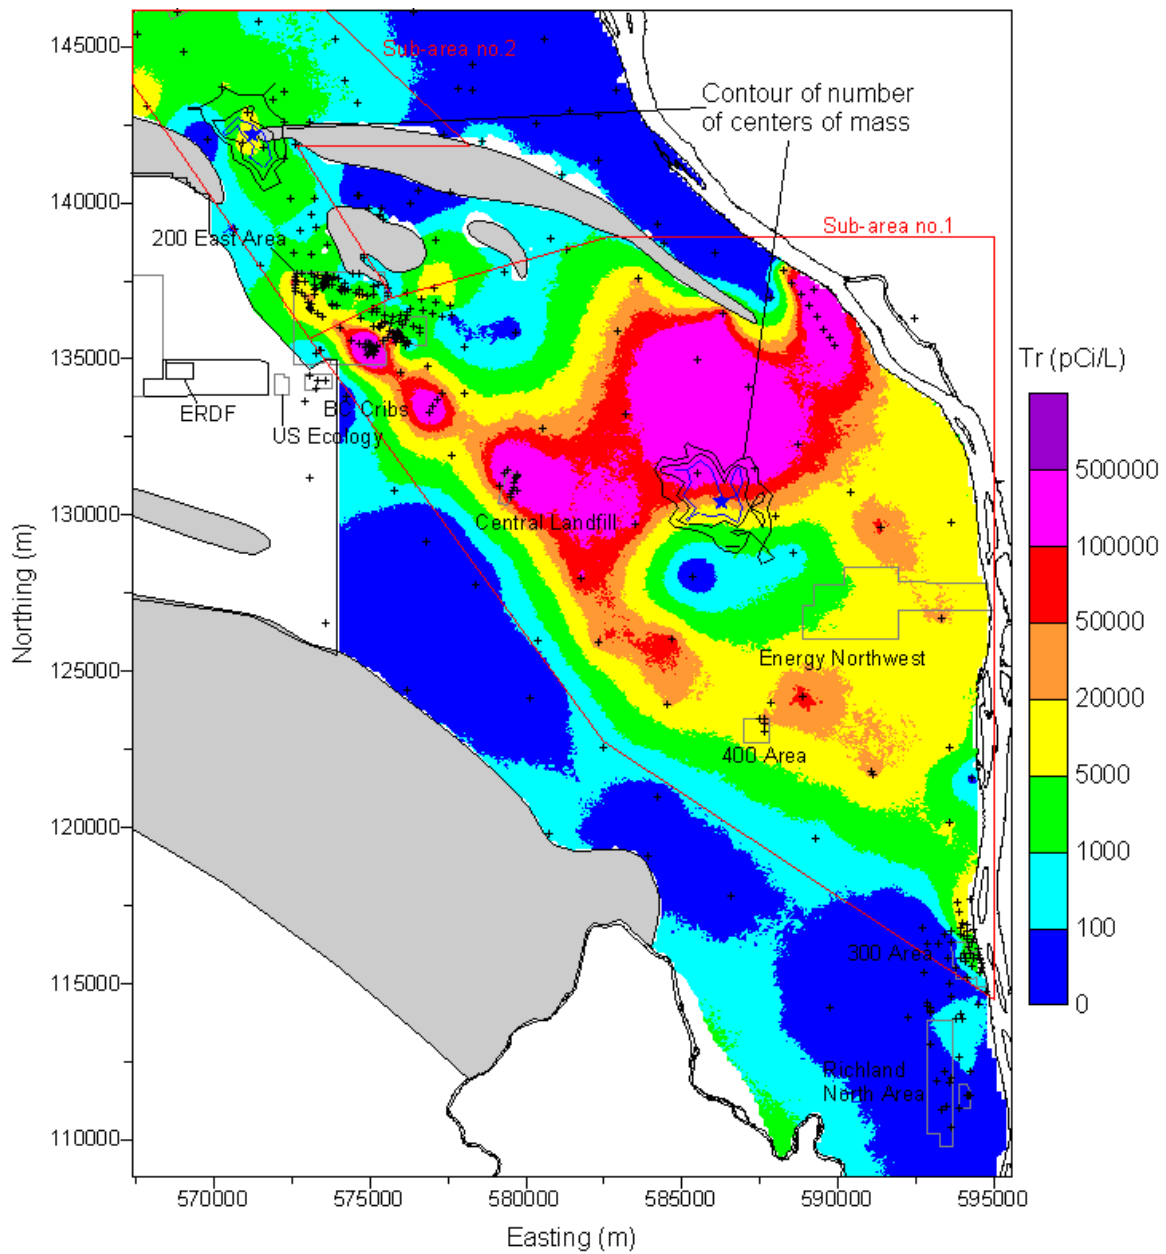 145000
140000
135000
130000
125000
120000
115000
110000
Northing (m)
570000
575000
580000
585000
590000
595000
Easting (m)
Sub-area no.2
Contour of number
of centers of mass
Sub-area no.1
200 East Area
ERDF
BC Cribs
US Ecology
Central Landfill
Energy Northwest
400 Area
300 Area
Richland
North Area
Tr (pCi/L)
500000
100000
50000
20000
5000
1000
100
0